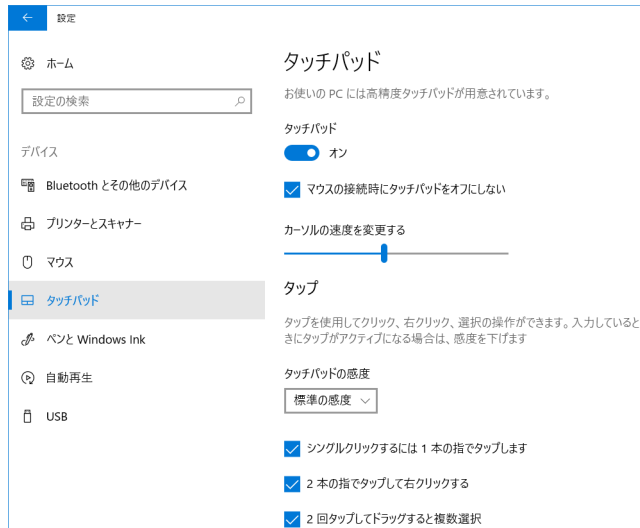 設定
ホーム
設定の検索
デバイス
Bluetooth とその他のデバイス
プリンターとスキャナー
マウス
タッチパッド
ペンと Windows Ink
自動再生
USB
タッチパッド
お使いの PC には高精度タッチパッドが用意されています。
タッチパッド
オン
マウスの接続時にタッチパッドをオフにしない
カーソルの速度を変更する
タップ
タップを使用してクリック、右クリック、選択の操作ができます。入力していると
きにタップがアクティブになる場合は、感度を下げます
タッチパッドの感度
標準の感度
シングルクリックするには 1 本の指でタップします
2 本の指でタップして右クリックする
2 回タップしてドラッグすると複数選択